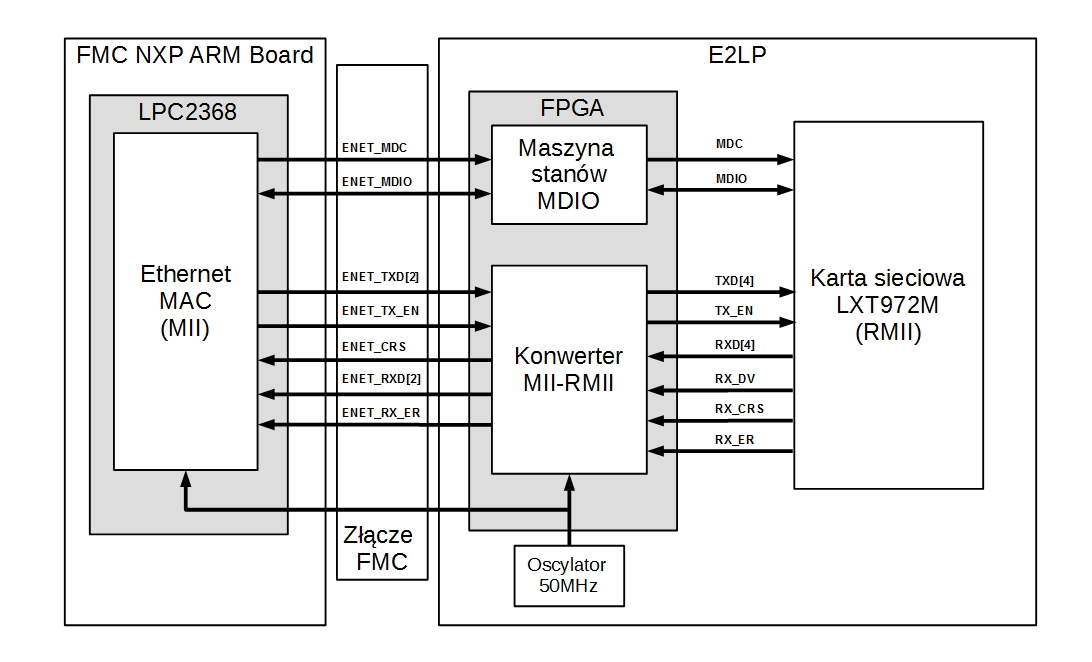 FMC NXP ARM Board
E2LP
LPC2368
FPGA
Ethernet
MAC
(MII)
ENET_MDC
ENET_MDIO
ENET_TXD[2]
ENET_TX_EN
ENET_CRS
ENET_RXD[2]
ENET_RX_ER
Złącze
FMC
Maszyna
stanów
MDIO
Konwerter
MII-RMII
Oscylator
50MHz
MDC
MDIO
TXD[4]
TX_EN
RXD[4]
RX_DV
RX_CRS
RX_ER
Karta sieciowa
LXT972M
(RMII)